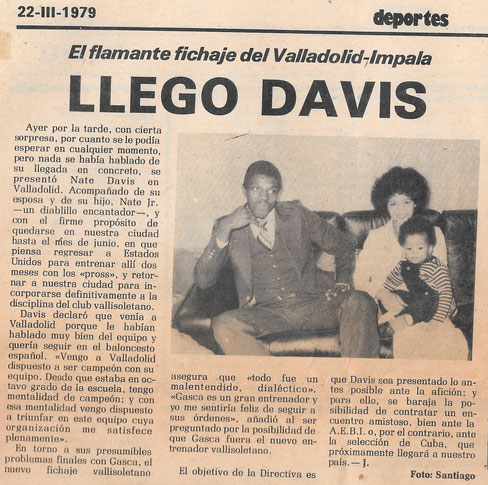 22-III-1979
deportes
El flamante fichaje del Valladolid-Impala
LLEGO DAVIS
Ayer por la tarde, con cierta
sorpresa, por cuanto se le podía
esperar en cualquier momento,
pero nada se había hablado de
su llegada en concreto, se
presentó Nate Davis en
Valladolid. Acompañado de su
esposa y de su hijo, Nate Jr.
—un diablillo encantador—, y
con el firme propósito de
quedarse en nuestra ciudad
hasta el mes de junio, en que
piensa regresar a Estados
Unidos para entrenar allí dos
meses con los «pross», y retor-
nar a nuestra ciudad para in-
corporarse definitivamente a la
disciplina del club vallisoletano.
Davis declaró que venía a
Valladolid porque le habían
hablado muy bien del equipo y
quería seguir en el baloncesto
español. «Vengo a Valladolid
dispuesto a ser campeón con su
equipo. Desde que estaba en oc-
tavo grado de la escuela, tengo
mentalidad de campeón; y con
esa mentalidad vengo dispuesto
a triunfar en este equipo cuya
organización me satisface
plenamente».
En torno a sus presumibles
problemas finales con Gasca, el
nuevo fichaje vallisoletano
asegura que «todo fue un
malentendido, dialéctico».
«Gasca es un gran entrenador y
yo me sentiría feliz de seguir a
sus órdenes», añadió al ser
preguntado por la posibilidad de
que Gasca fuera el nuevo en-
trenador vallisoletano.
El objetivo de la Directiva es
que Davis sea presentado lo an-
tes posible ante la afición; y
para ello, se baraja la po-
sibilidad de contratar un en-
cuentro amistoso, bien ante la
A.E.B.I. o, por el contrario, ante
la selección de Cuba, que
próximamente llegará a nuestro
país.— J.
Foto: Santiago